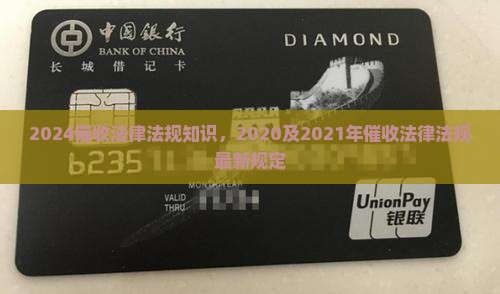 中国银行 DIAMOND
BANK OF CHINA
长城借记卡
2024催收法律法规知识，2020及2021年催收法律法规
最新规定
6235
MONTH/YEAR
VALID
THRU
UnionPay
银联